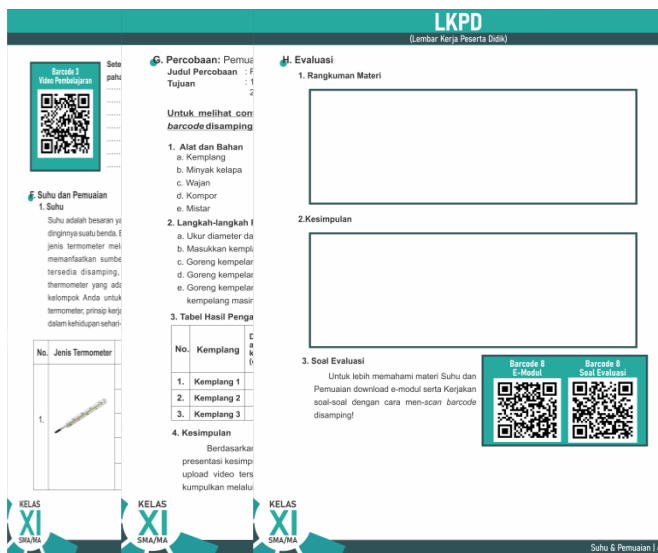 LKPD
(Lembar Kerja Peserta Didik)
Barcode 3
Video Pembelajaran
Sete
paha
F. Suhu dan Pemuaian
1. Suhu
Suhu adalah besaran ya
dinginnya suatu benda. B
jenis termometer mel
memanfaatkan sumbe
tersedia disamping,
thermometer yang ada
kelompok Anda untuk
termometer, prinsip kerja
dalam kehidupan sehari-
No. Jenis Termometer
1.
KELAS
XI
SMA/MA
G. Percobaan: Pemua
Judul Percobaan : P
Tujuan : 1
2
Untuk melihat con
barcode disamping
1. Alat dan Bahan
a. Kemplang
b. Minyak kelapa
c. Wajan
d. Kompor
e. Mistar
2. Langkah-langkah P
a. Ukur diameter da
b. Masukkan kempla
c. Goreng kempelan
d. Goreng kempelan
e. Goreng kempelan
kempelang masin
3. Tabel Hasil Penga
No. Kemplang
1. Kemplang 1
2. Kemplang 2
3. Kemplang 3
4. Kesimpulan
Berdasarkan
presentasi kesimp
upload video ters
kumpulkan melalu
KELAS
XI
SMA/MA
H. Evaluasi
1. Rangkuman Materi
2.Kesimpulan
3. Soal Evaluasi
Untuk lebih memahami materi Suhu dan
Pemuaian download e-modul serta Kerjakan
soal-soal dengan cara men-scan barcode
disamping!
Barcode 8
E-Modul
Barcode 8
Soal Evaluasi
KELAS
XI
SMA/MA
Suhu & Pemuaian |